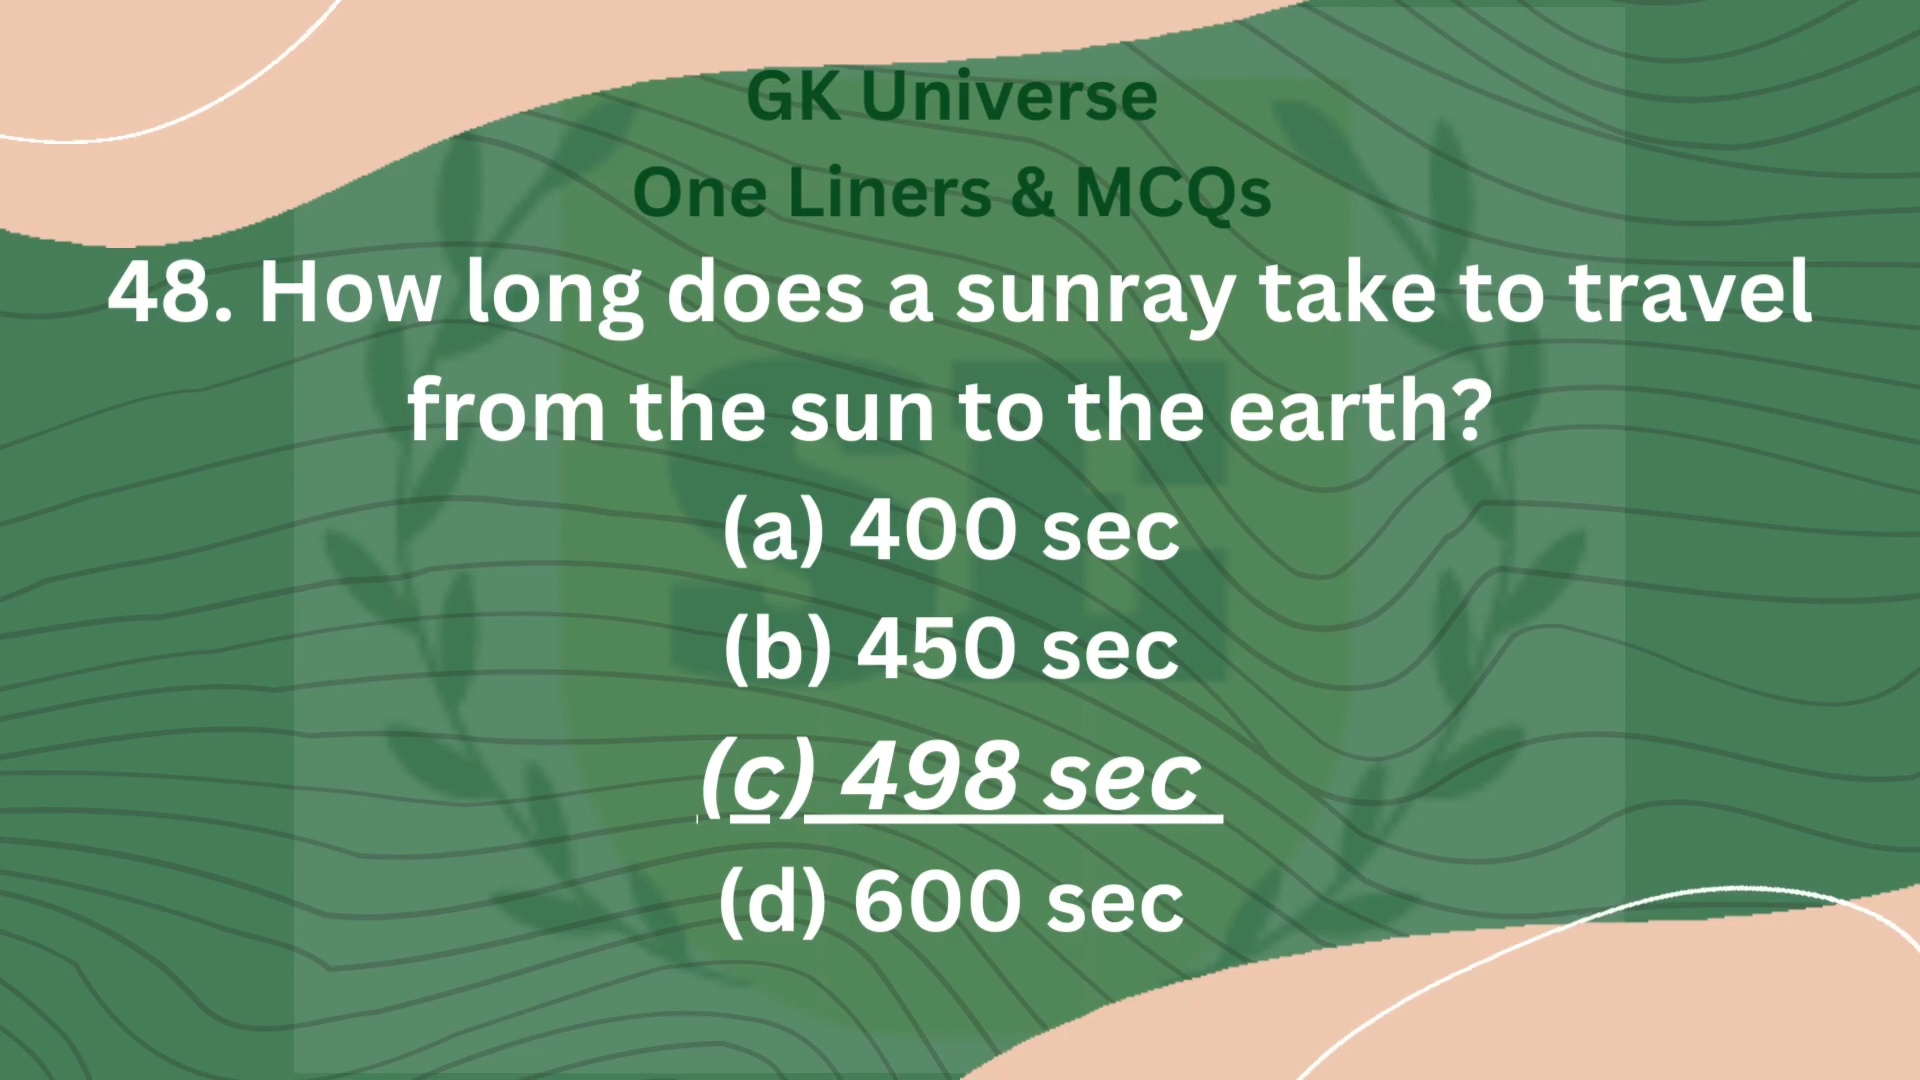 GK Universe
One Liners & MCQs
48. How long does a sunray take to travel
from the sun to the earth?
(a) 400 sec
(b) 450 sec
(c) 498 sec
(d) 600 sec